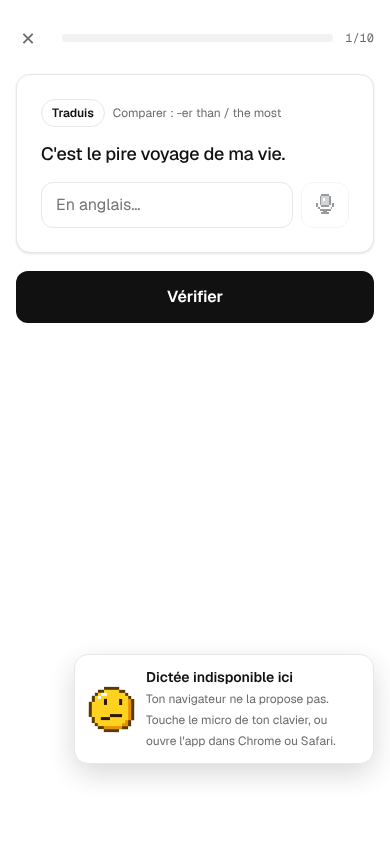 1/10
Traduis Comparer : -er than / the most
C'est le pire voyage de ma vie.
En anglais…
Vérifier
Dictée indisponible ici
Ton navigateur ne la propose pas.
Touche le micro de ton clavier, ou
ouvre l'app dans Chrome ou Safari.